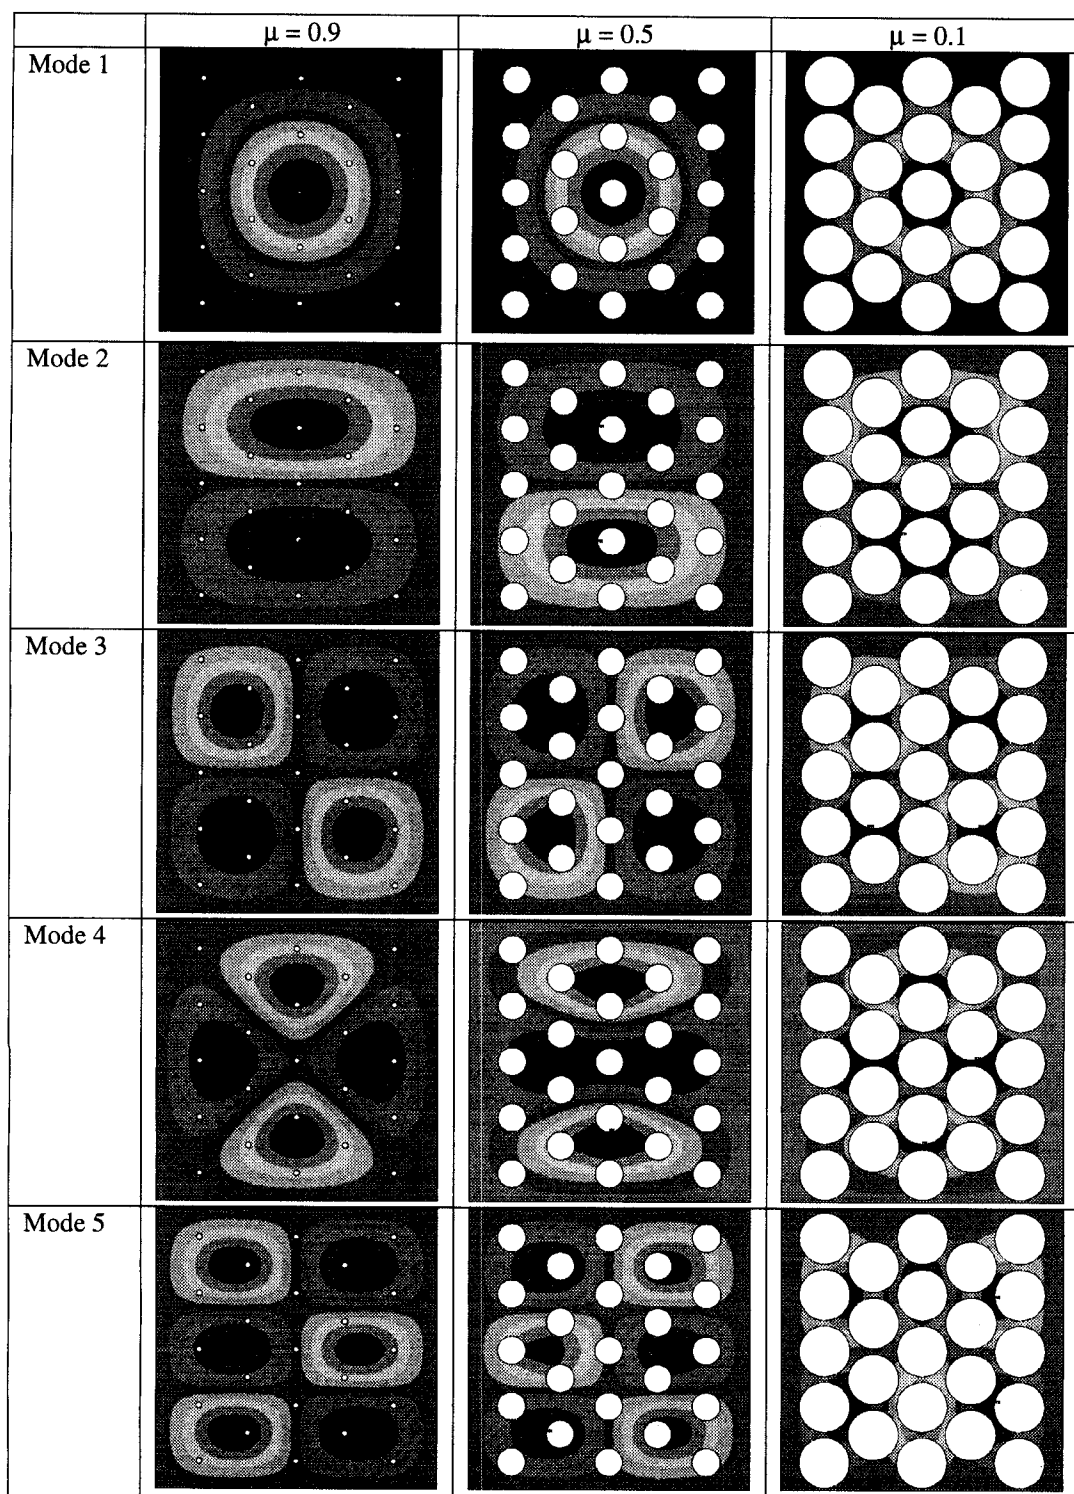 μ = 0.9 μ = 0.5 μ = 0.1
Mode 1
Mode 2
Mode 3
Mode 4
Mode 5